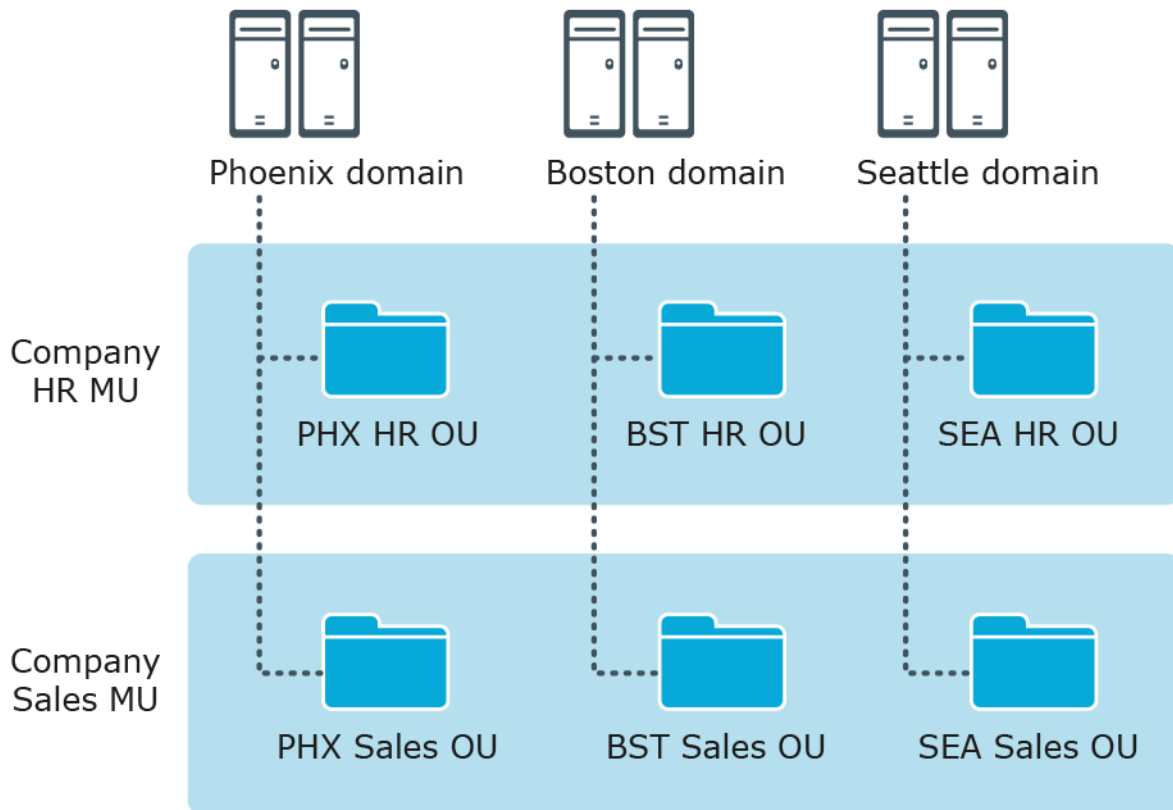 Phoenix domain
Boston domain
Seattle domain
Company
HR MU
PHX HR OU
BST HR OU
SEA HR OU
Company
Sales MU
PHX Sales OU
BST Sales OU
SEA Sales OU